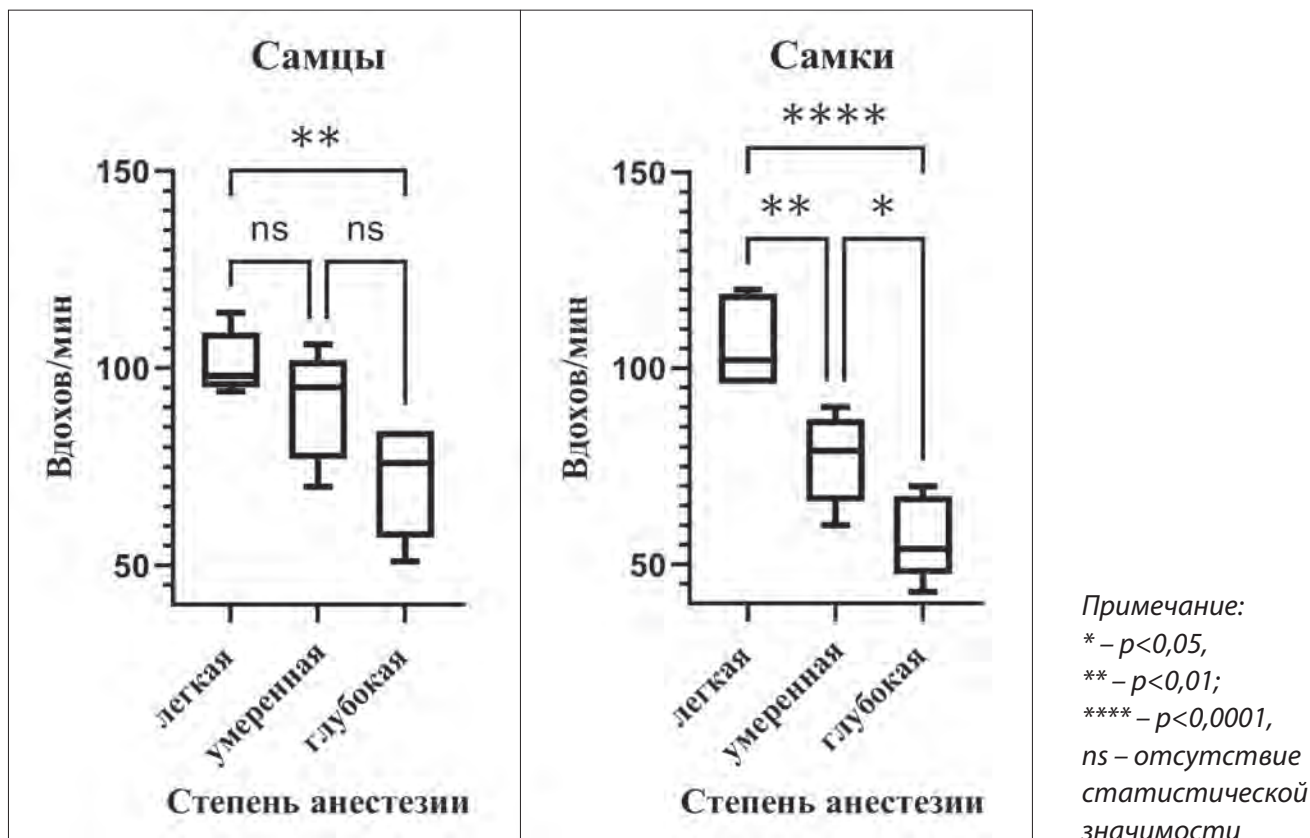 Самцы
**
150
ns
ns
100
50
Вдохов/мин
легкая
умеренная
глубокая
Степень анестезии
Самки
****
150
**
*
100
50
Вдохов/мин
легкая
умеренная
глубокая
Степень анестезии
Примечание:
* – p<0,05,
** – p<0,01;
**** – p<0,0001,
ns – отсутствие
статистической
значимости